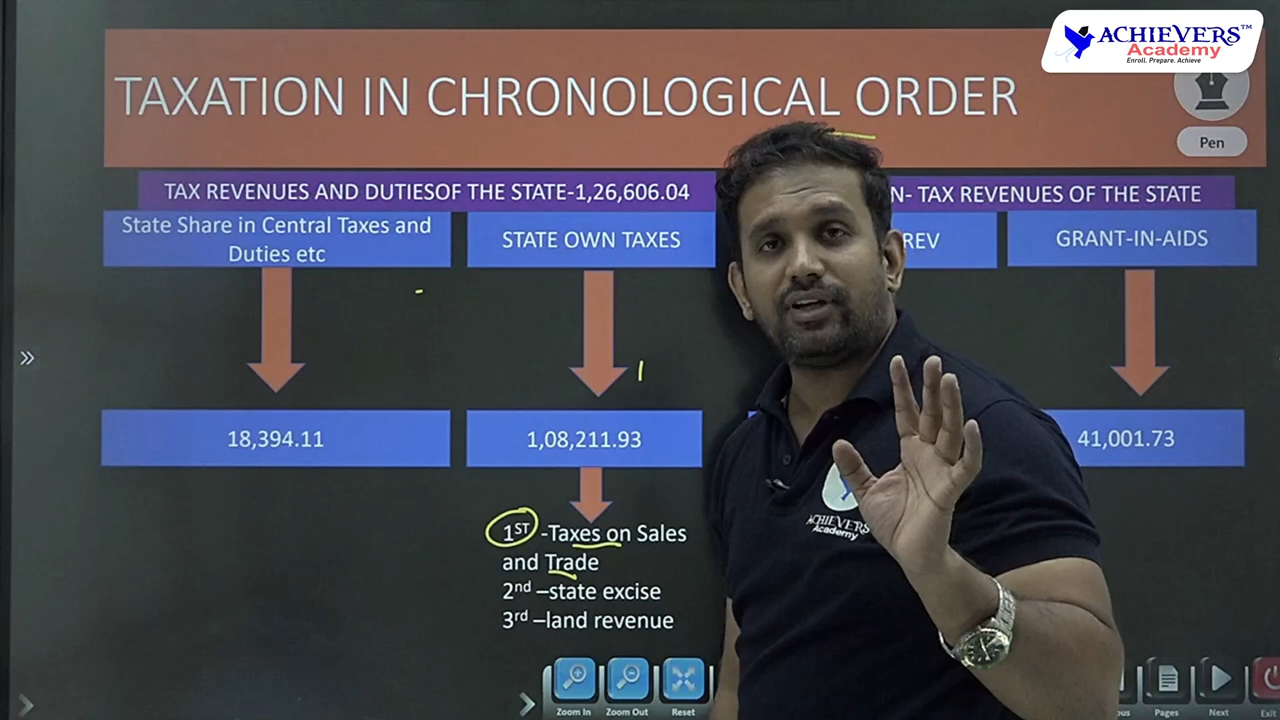 ACHIEVERS™
Academy
Enroll. Prepare. Achieve
TAXATION IN CHRONOLOGICAL ORDER
Pen
TAX REVENUES AND DUTIESOF THE STATE-1,26,606.04
N- TAX REVENUES OF THE STATE
State Share in Central Taxes and
Duties etc
STATE OWN TAXES
REV
GRANT-IN-AIDS
18,394.11
1,08,211.93
41,001.73
1ST -Taxes on Sales
and Trade
2nd –state excise
3rd –land revenue
ACHIEVERS
Academy
Zoom In
Zoom Out
Reset
ous
Pages
Next
Exit